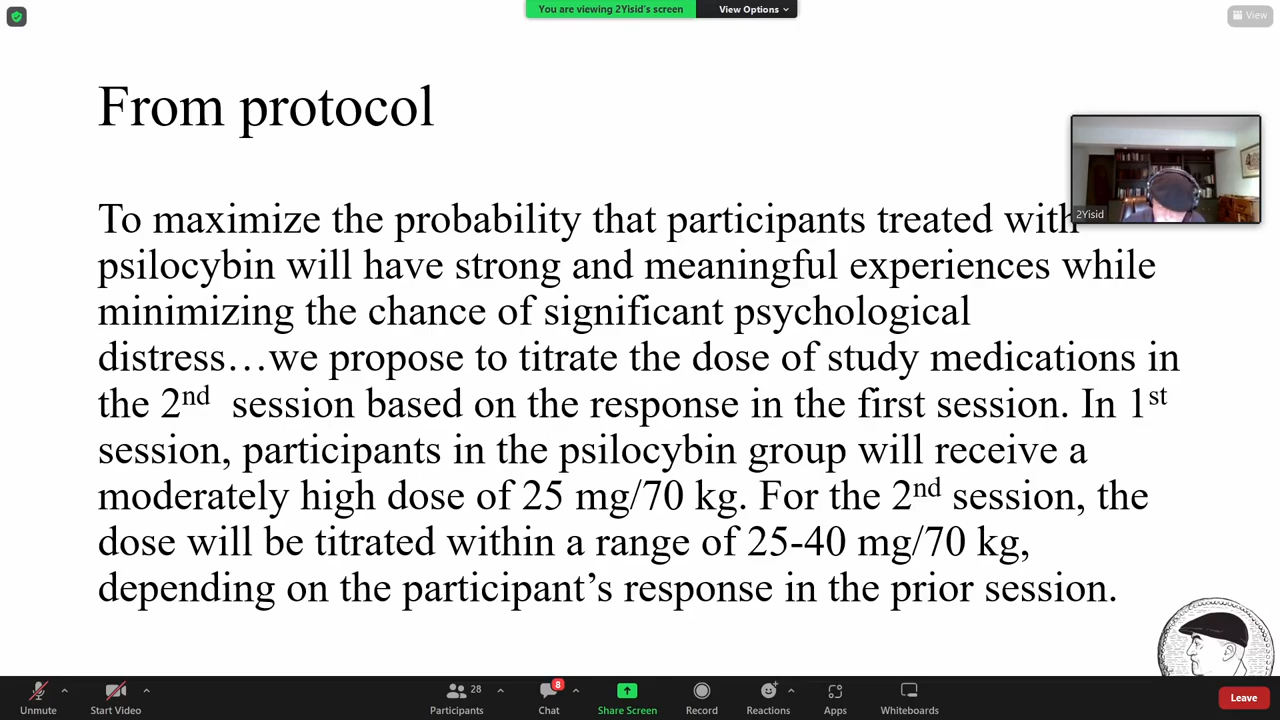 You are viewing 2Yisid's screen
View Options
View
From protocol
2Yisid
To maximize the probability that participants treated with
psilocybin will have strong and meaningful experiences while
minimizing the chance of significant psychological
distress…we propose to titrate the dose of study medications in
the 2nd session based on the response in the first session. In 1st
session, participants in the psilocybin group will receive a
moderately high dose of 25 mg/70 kg. For the 2nd session, the
dose will be titrated within a range of 25-40 mg/70 kg,
depending on the participant’s response in the prior session.
Unmute
Start Video
Participants
28
Chat
8
Share Screen
Record
Reactions
Apps
Whiteboards
Leave